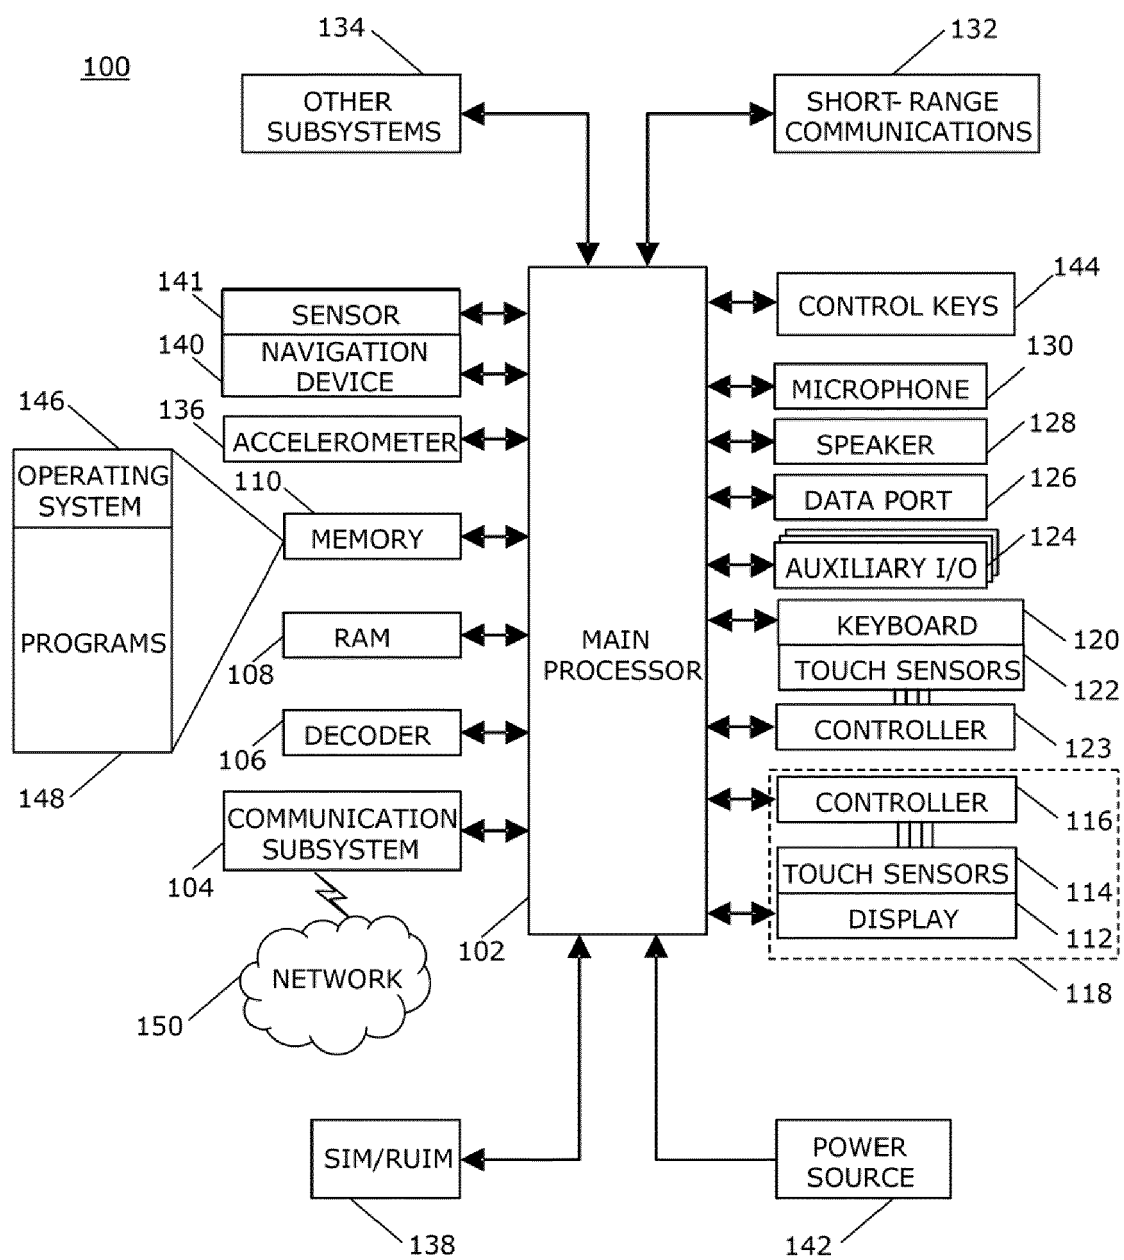 134
132
100
OTHER
SUBSYSTEMS
SHORT-RANGE
COMMUNICATIONS
141
SENSOR
144
CONTROL KEYS
140
NAVIGATION
DEVICE
130
MICROPHONE
136
ACCELEROMETER
128
SPEAKER
146
OPERATING
SYSTEM
110
MEMORY
126
DATA PORT
124
AUXILIARY I/O
PROGRAMS
RAM
108
MAIN
PROCESSOR
KEYBOARD
120
TOUCH SENSORS
122
DECODER
106
CONTROLLER
123
148
COMMUNICATION
SUBSYSTEM
104
CONTROLLER
116
TOUCH SENSORS
114
DISPLAY
112
102
118
NETWORK
150
SIM/RUIM
138
POWER
SOURCE
142